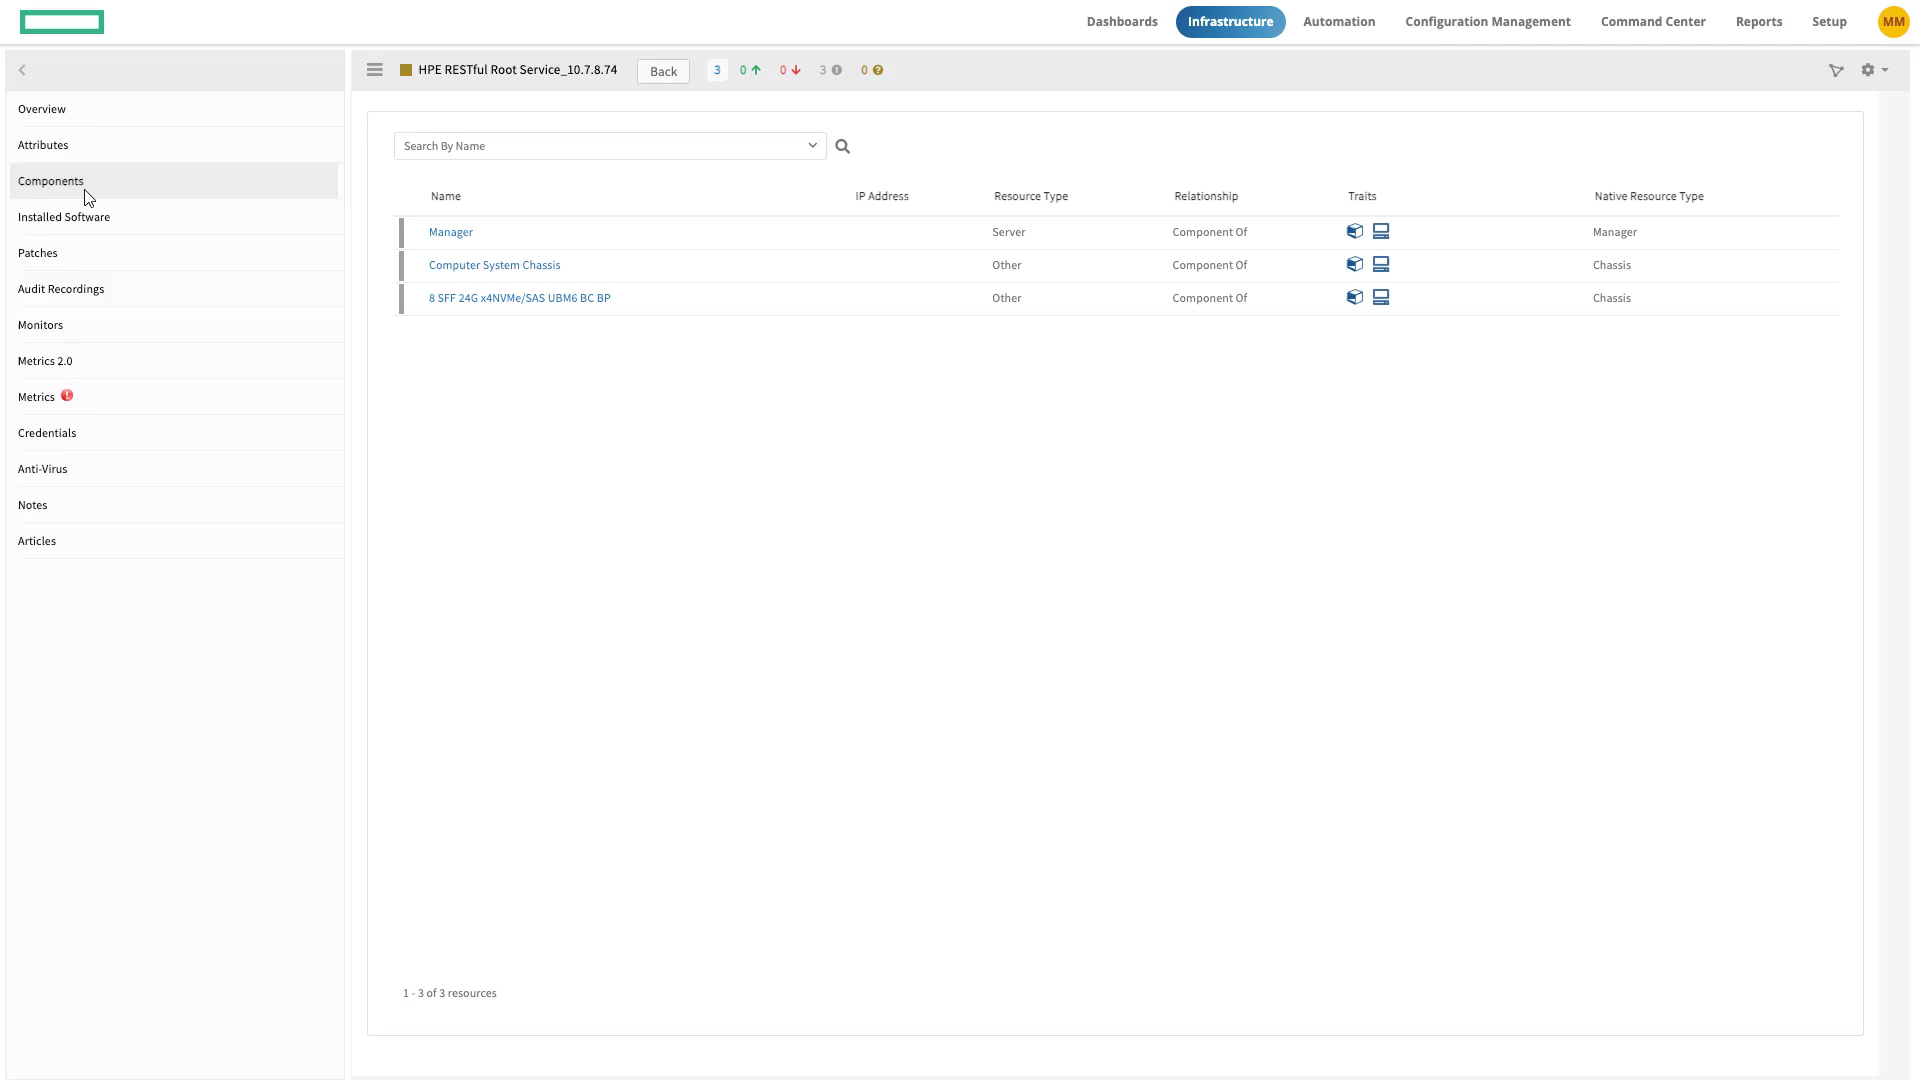 Dashboards Infrastructure Automation Configuration Management Command Center Reports Setup MM
HPE RESTful Root Service_10.7.8.74 Back 3 0 0 3 0
Overview
Attributes
Components
Installed Software
Patches
Audit Recordings
Monitors
Metrics 2.0
Metrics
Credentials
Anti-Virus
Notes
Articles
Search By Name
Name IP Address Resource Type Relationship Traits Native Resource Type
Manager Server Component Of Manager
Computer System Chassis Other Component Of Chassis
8 SFF 24G x4NVMe/SAS UBM6 BC BP Other Component Of Chassis
1 - 3 of 3 resources